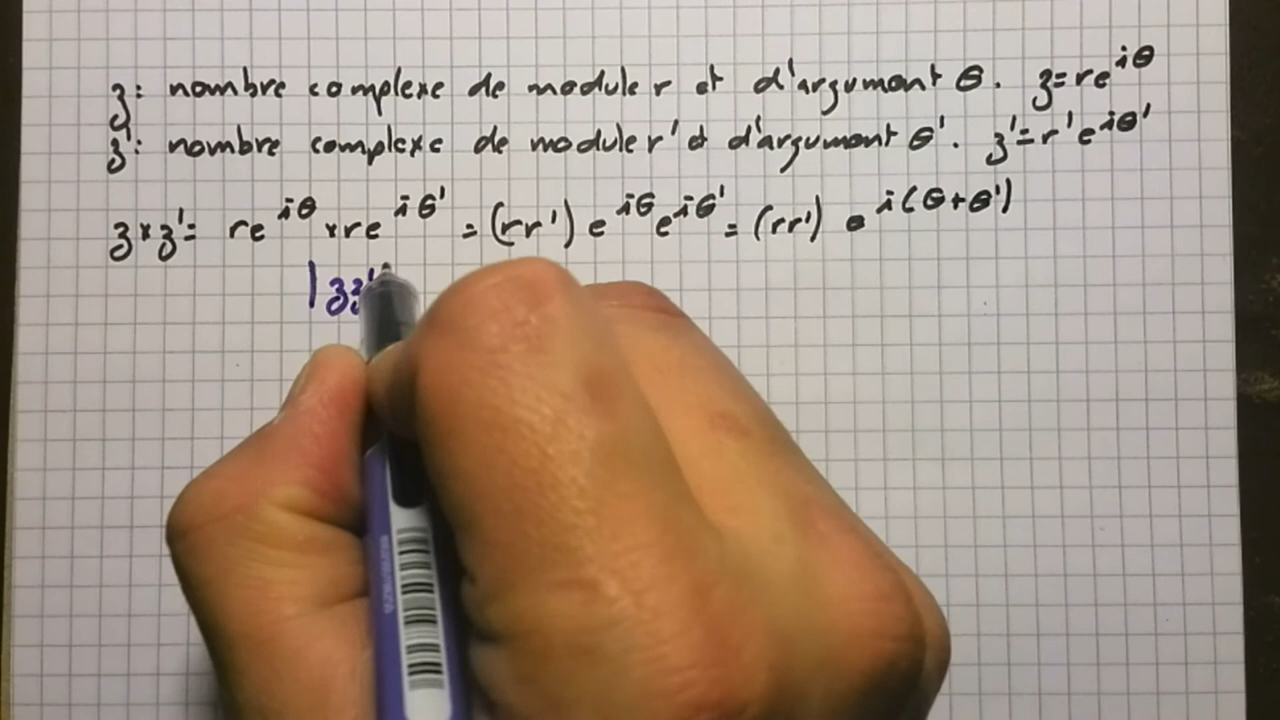 z: nombre complexe de module r et d'argument θ. z=re^{iθ}
z': nombre complexe de module r' et d'argument θ'. z'=r'e^{iθ'}
z×z'= re^{iθ}×re^{iθ'} = (rr') e^{iθ}e^{iθ'} = (rr') e^{i(θ+θ')}
|zz'